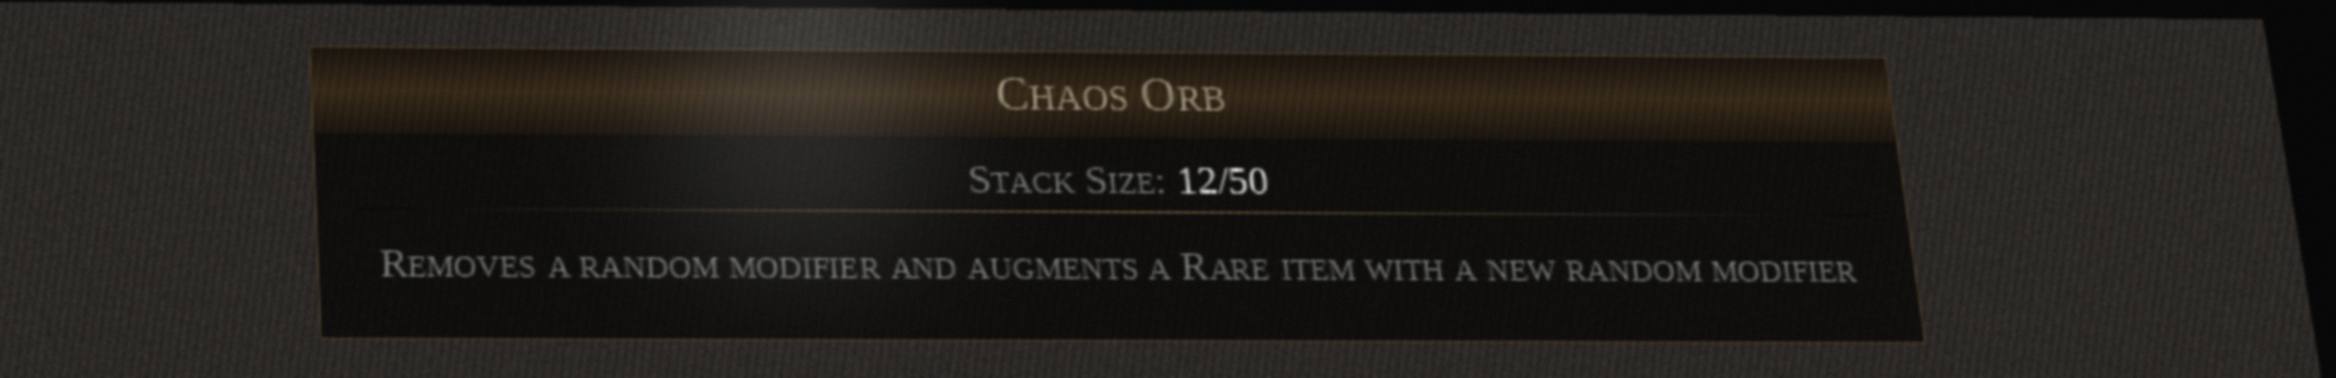 Chaos Orb
Stack Size: 12/50
Removes a random modifier and augments a Rare item with a new random modifier